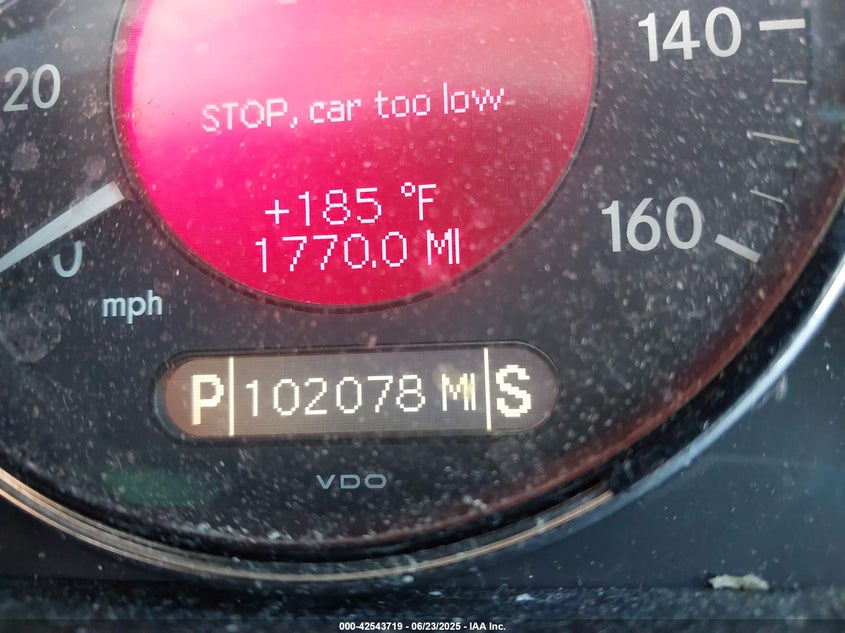 140
20
STOP, car too low
+185 °F
160
1770.0 MI
0
mph
P 102078 MI S
VDO
000-42543719 - 06/23/2025 - IAA Inc.